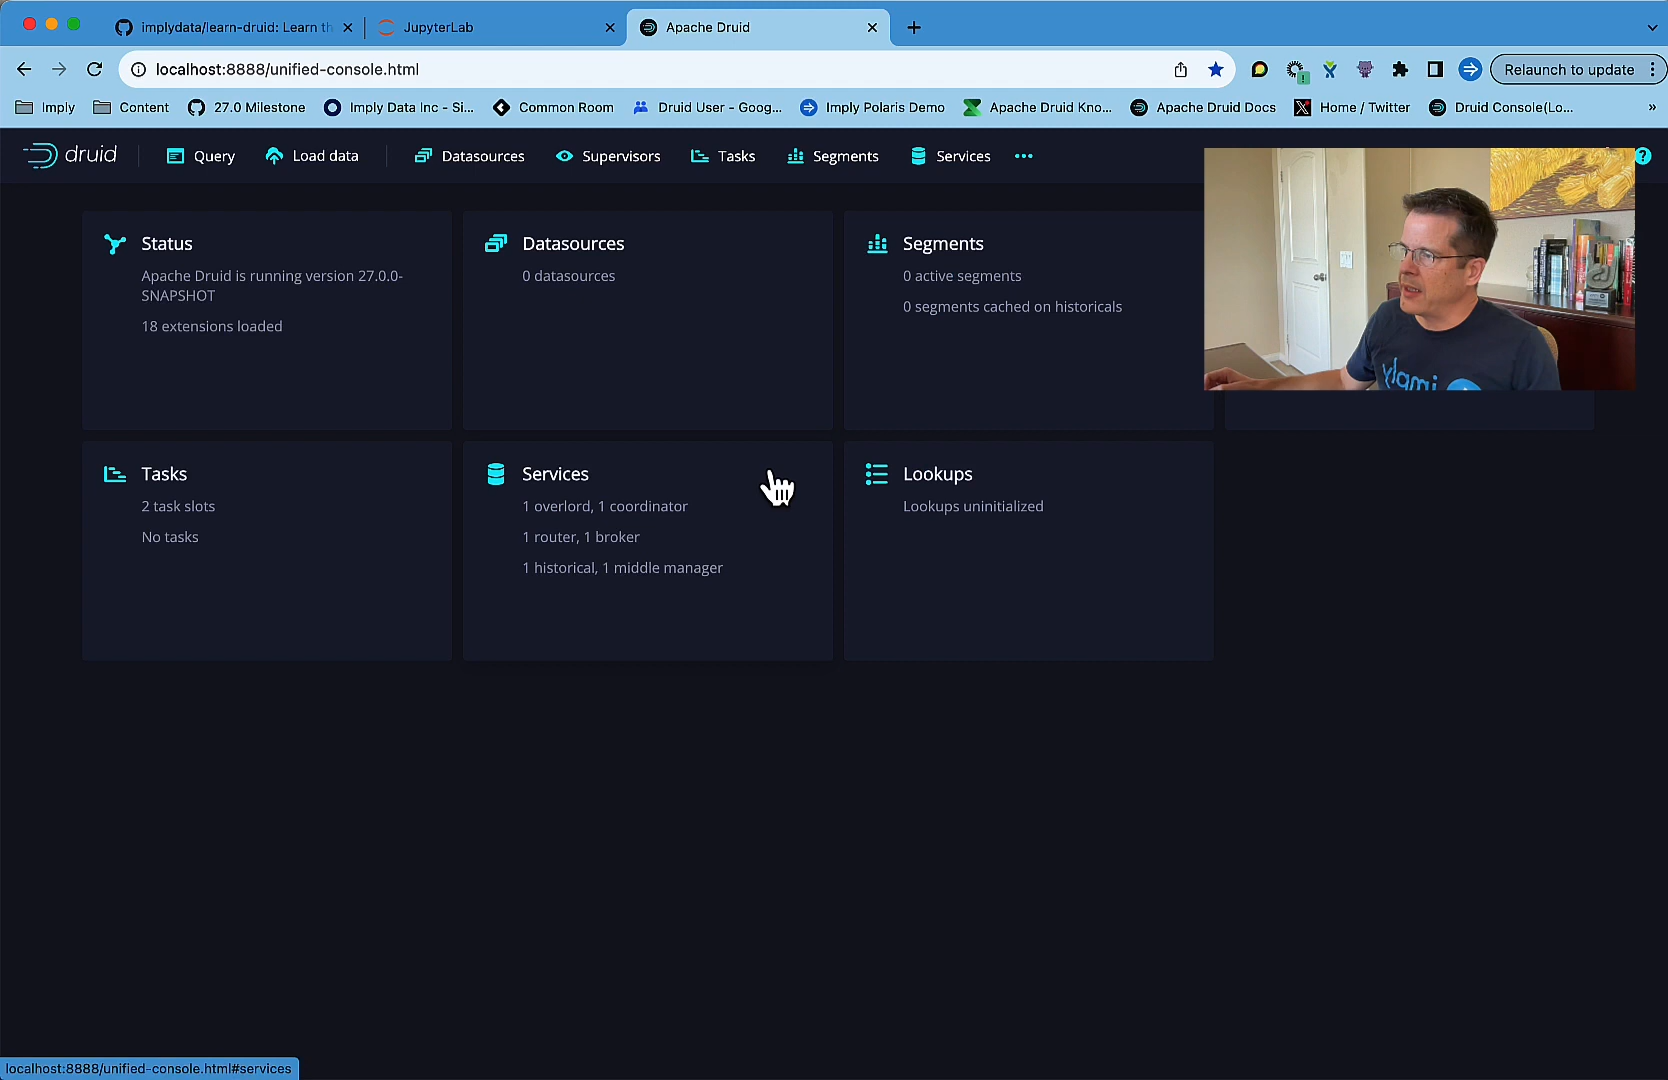 implydata/learn-druid: Learn th
JupyterLab
Apache Druid
localhost:8888/unified-console.html
Relaunch to update
Imply
Content
27.0 Milestone
Imply Data Inc - Si...
Common Room
Druid User - Goog...
Imply Polaris Demo
Apache Druid Kno...
Apache Druid Docs
Home / Twitter
Druid Console(Lo...
»
druid
Query
Load data
Datasources
Supervisors
Tasks
Segments
Services
Status
Apache Druid is running version 27.0.0-
SNAPSHOT
18 extensions loaded
Datasources
0 datasources
Segments
0 active segments
0 segments cached on historicals
Tasks
2 task slots
No tasks
Services
1 overlord, 1 coordinator
1 router, 1 broker
1 historical, 1 middle manager
Lookups
Lookups uninitialized
localhost:8888/unified-console.html#services